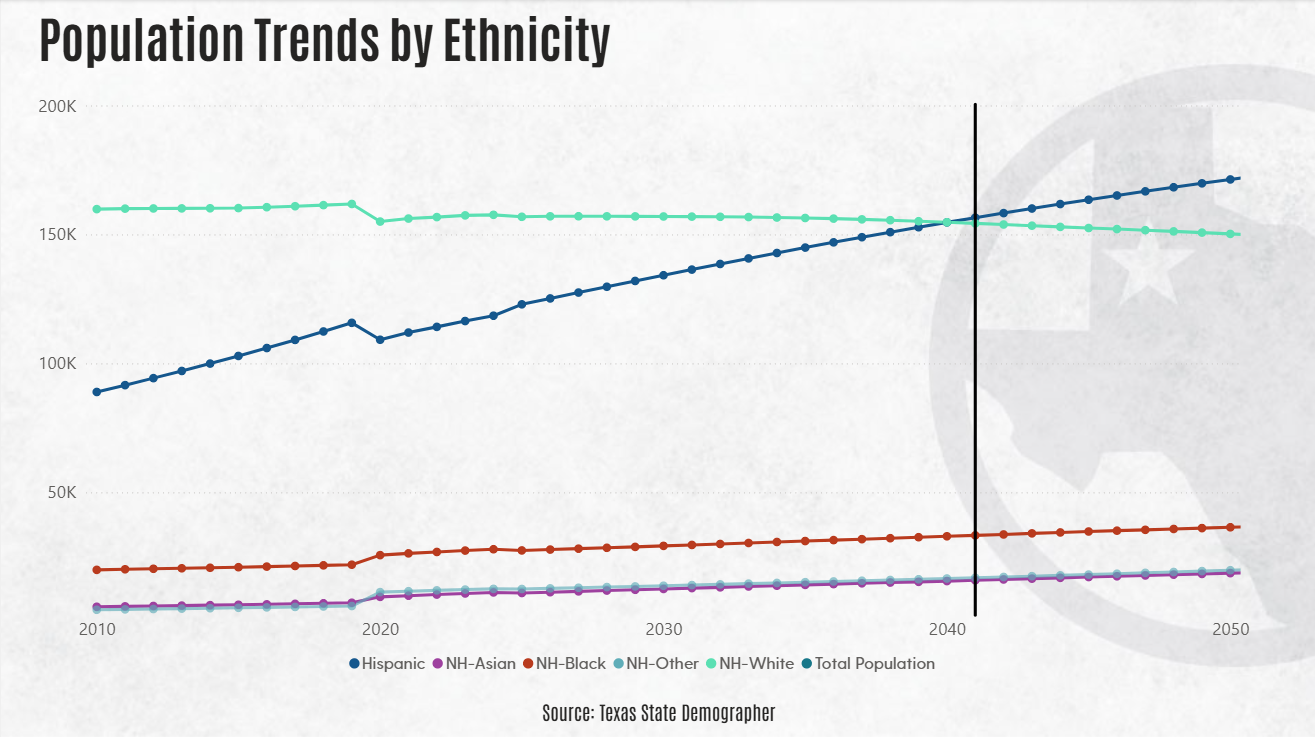 Population Trends by Ethnicity
200K
150K
100K
50K
2010 2020 2030 2040 2050
Hispanic NH-Asian NH-Black NH-Other NH-White Total Population
Source: Texas State Demographer